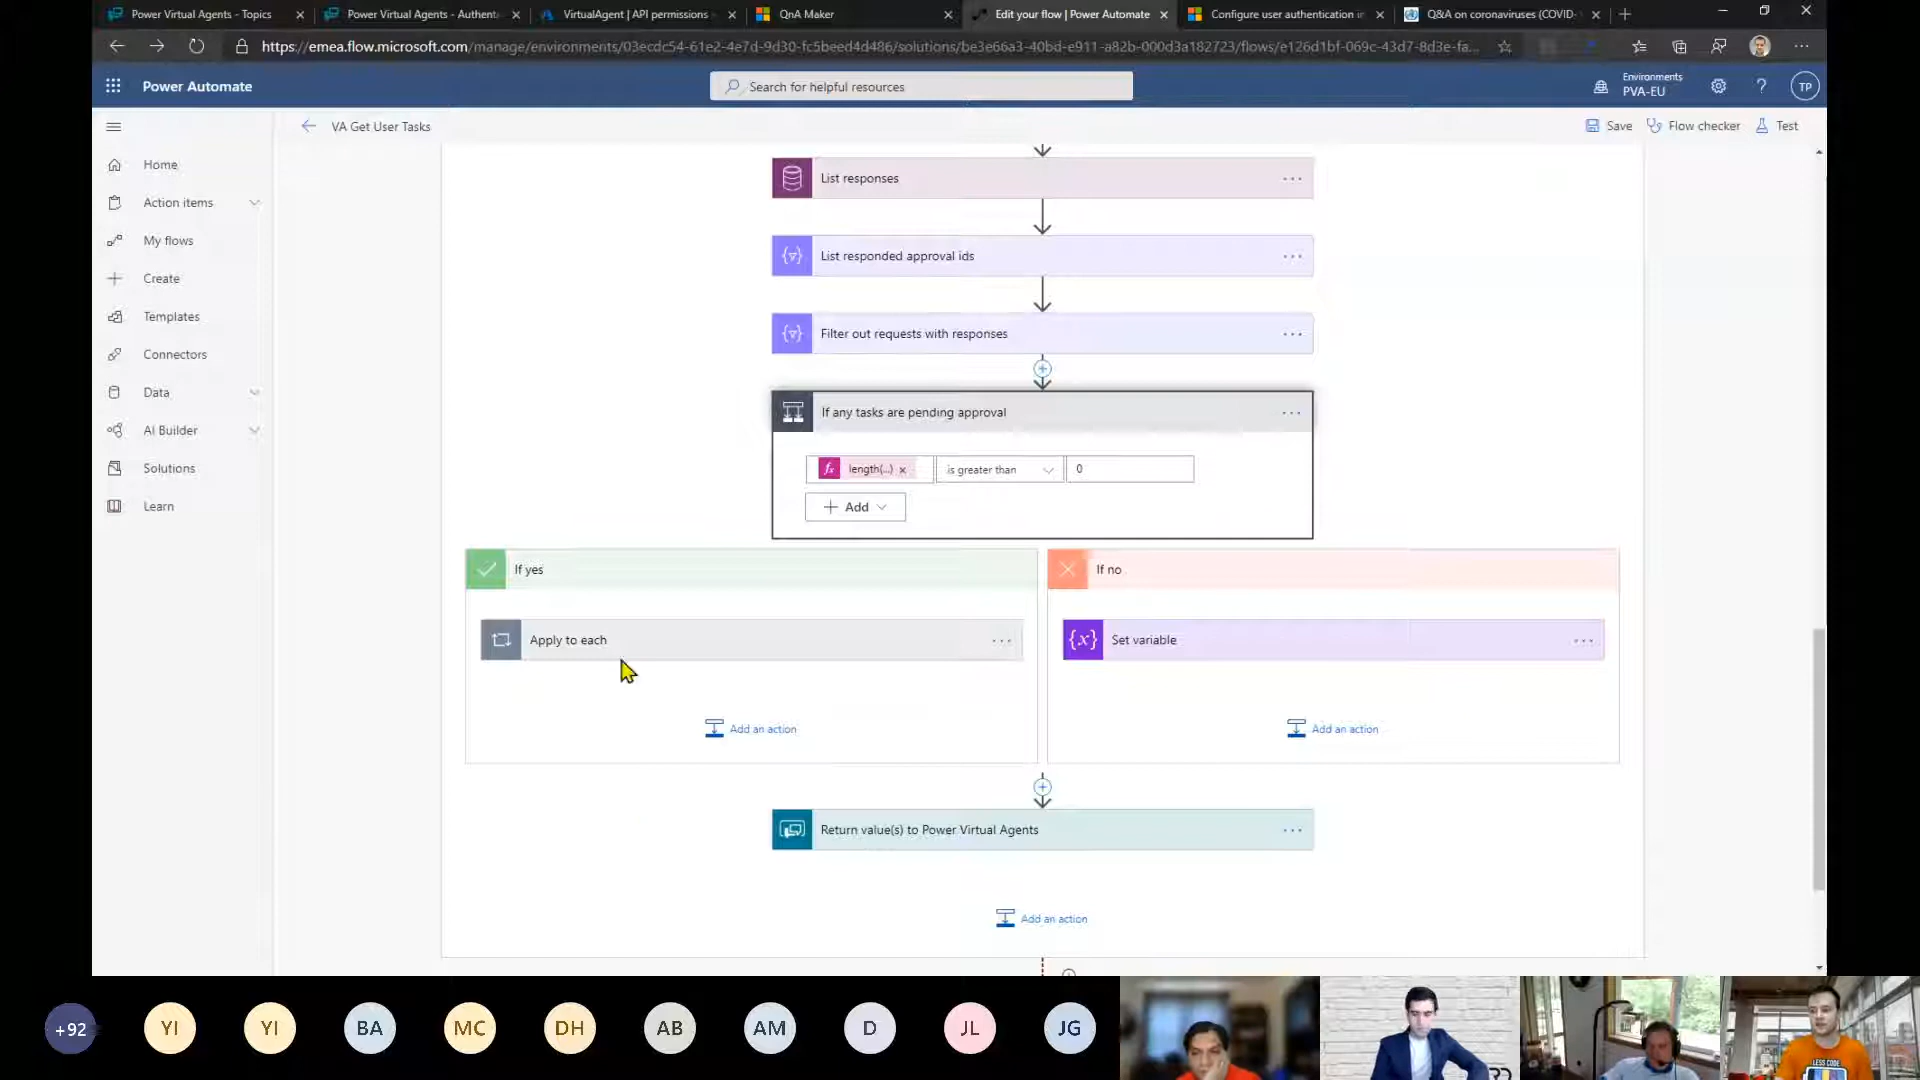 Power Virtual Agents - Topics
Power Virtual Agents - Authent
VirtualAgent | API permissions
QnA Maker
Edit your flow | Power Automate
Configure user authentication in
Q&A on coronaviruses (COVID-
https://emea.flow.microsoft.com/manage/environments/03ecdc54-61e2-4e7d-9d30-fc5beed4d486/solutions/be3e66a3-40bd-e911-a82b-000d3a182723/flows/e126d1bf-069c-43d7-8d3e-fa...
Power Automate
Search for helpful resources
Environments
PVA-EU
?
TP
VA Get User Tasks
Save
Flow checker
Test
Home
Action items
My flows
Create
Templates
Connectors
Data
AI Builder
Solutions
Learn
List responses
List responded approval ids
Filter out requests with responses
If any tasks are pending approval
fx length(...) x
is greater than
0
Add
If yes
If no
Apply to each
{x} Set variable
Add an action
Add an action
Return value(s) to Power Virtual Agents
Add an action
+92
YI
YI
BA
MC
DH
AB
AM
D
JL
JG
LESS CODE